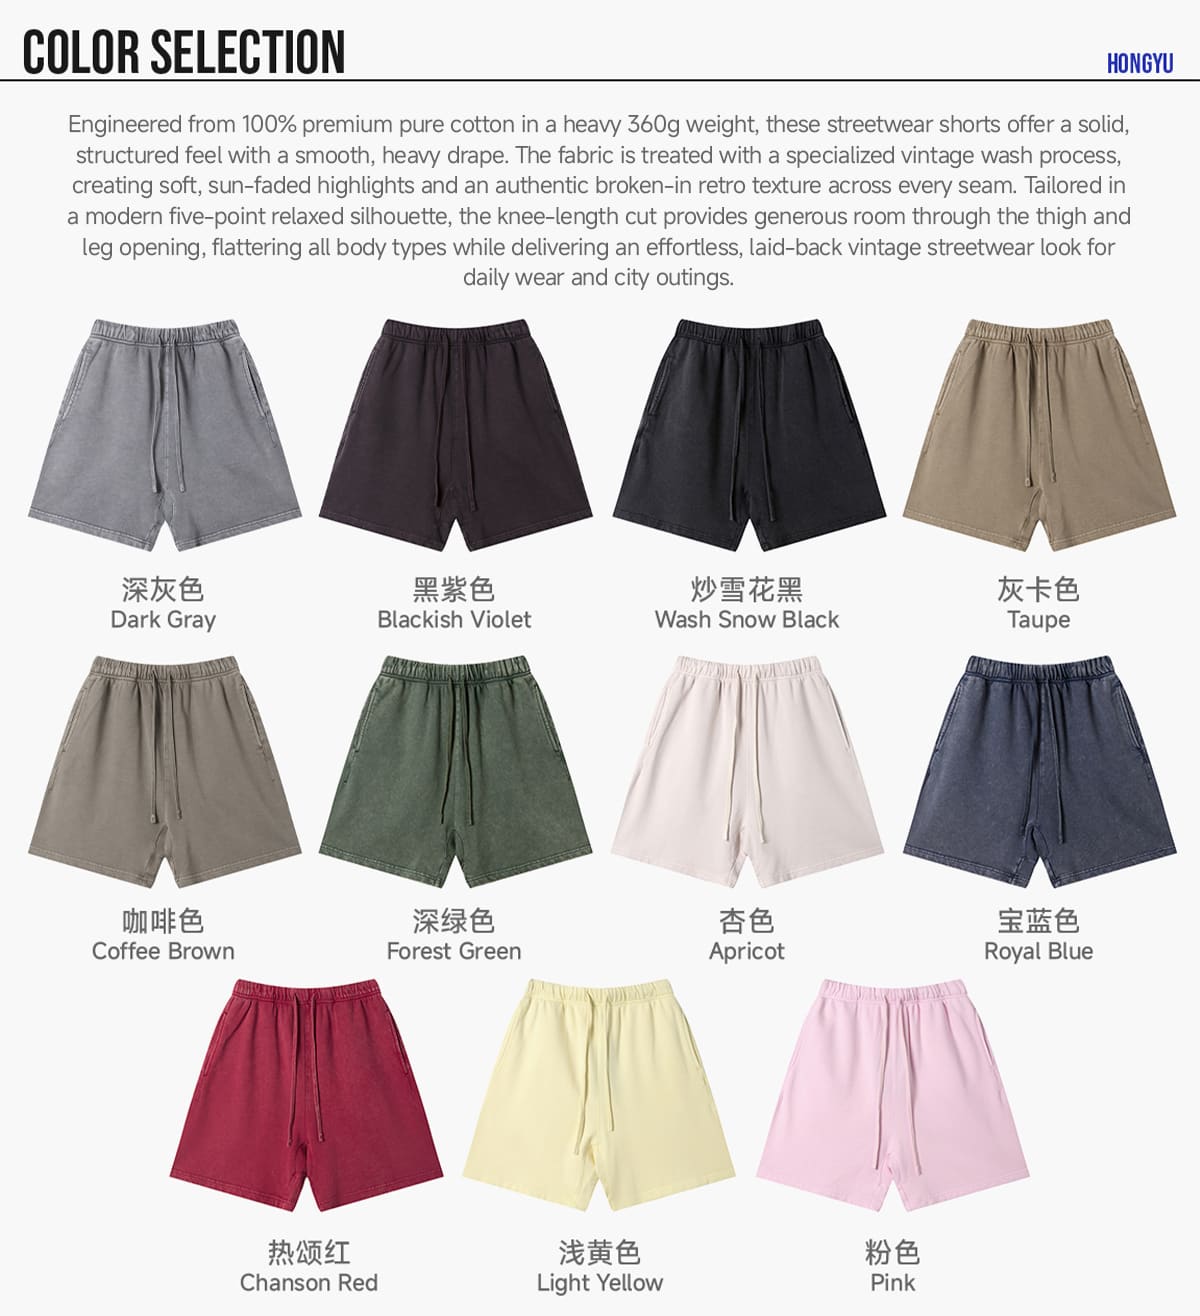 COLOR SELECTION
HONGYU
Engineered from 100% premium pure cotton in a heavy 360g weight, these streetwear shorts offer a solid,
structured feel with a smooth, heavy drape. The fabric is treated with a specialized vintage wash process,
creating soft, sun-faded highlights and an authentic broken-in retro texture across every seam. Tailored in
a modern five-point relaxed silhouette, the knee-length cut provides generous room through the thigh and
leg opening, flattering all body types while delivering an effortless, laid-back vintage streetwear look for
daily wear and city outings.
深灰色
Dark Gray
黑紫色
Blackish Violet
炒雪花黑
Wash Snow Black
灰卡色
Taupe
咖啡色
Coffee Brown
深绿色
Forest Green
杏色
Apricot
宝蓝色
Royal Blue
热颂红
Chanson Red
浅黄色
Light Yellow
粉色
Pink